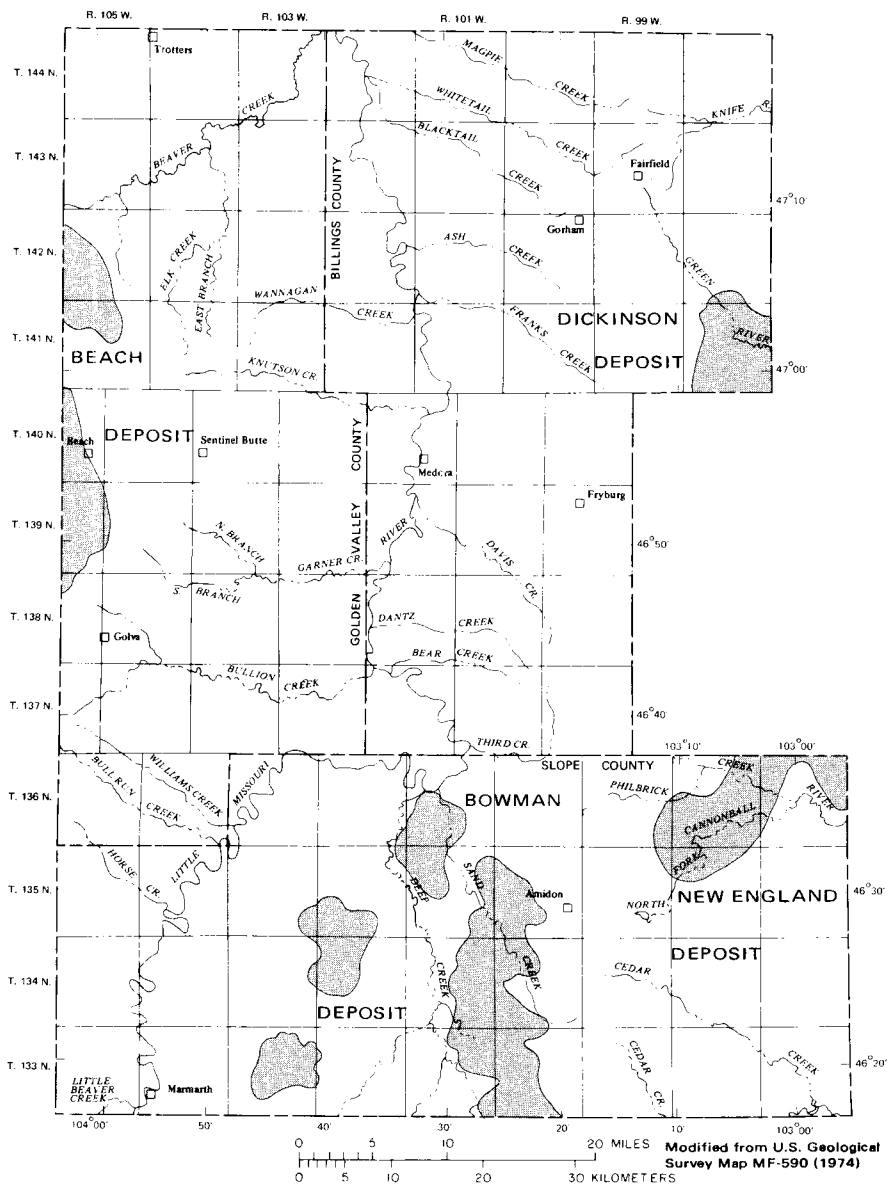 R. 105 W. R. 103 W. R. 101 W. R. 99 W.
Trotters
MAGPIE
T. 144 N.
CREEK
WHITETAIL
CREEK
KNIFE
BLACKTAIL
BEAVER
CREEK
T. 143 N.
Fairfield
CREEK
47°10'
BILLINGS COUNTY
Gorham
ASH
CREEK
T. 142 N.
ELK CREEK
EAST BRANCH
GREEN
WANNAGAN
CREEK
FRANKS
CREEK
DICKINSON
DEPOSIT
RIVER
T. 141 N.
BEACH
KNUTSON CR.
47°00'
T. 140 N.
DEPOSIT
Beach
Sentinel Butte
Medora
Fryburg
GOLDEN VALLEY COUNTY
T. 139 N.
N. BRANCH
RIVER
GARNER CR.
DAVIS
CR.
46°50'
S. BRANCH
T. 138 N.
DANTZ CREEK
Golva
BEAR CREEK
BULLION
CREEK
T. 137 N.
46°40'
THIRD CR.
103°10' 103°00'
SLOPE COUNTY
CREEK
WILLIAMS CREEK
BULL RUN
CREEK
LITTLE MISSOURI
T. 136 N.
BOWMAN
PHILBRICK
RIVER
CANNONBALL
FORK
NORTH
HORSE
CR.
T. 135 N.
DEEP
CREEK
SAND
CREEK
Amidon
46°30'
NEW ENGLAND
DEPOSIT
CEDAR
CREEK
T. 134 N.
DEPOSIT
T. 133 N.
46°20'
CEDAR
CR.
LITTLE
BEAVER
CREEK
Marmarth
104°00' 50' 40' 30' 20' 10' 103°00'
0 5 10 20 MILES
0 5 10 20 30 KILOMETERS
Modified from U.S. Geological
Survey Map MF-590 (1974)